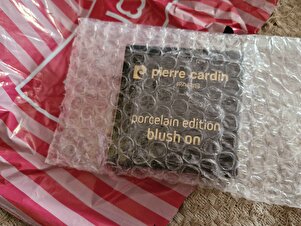 pierre cardin
porcelain edition
blush on